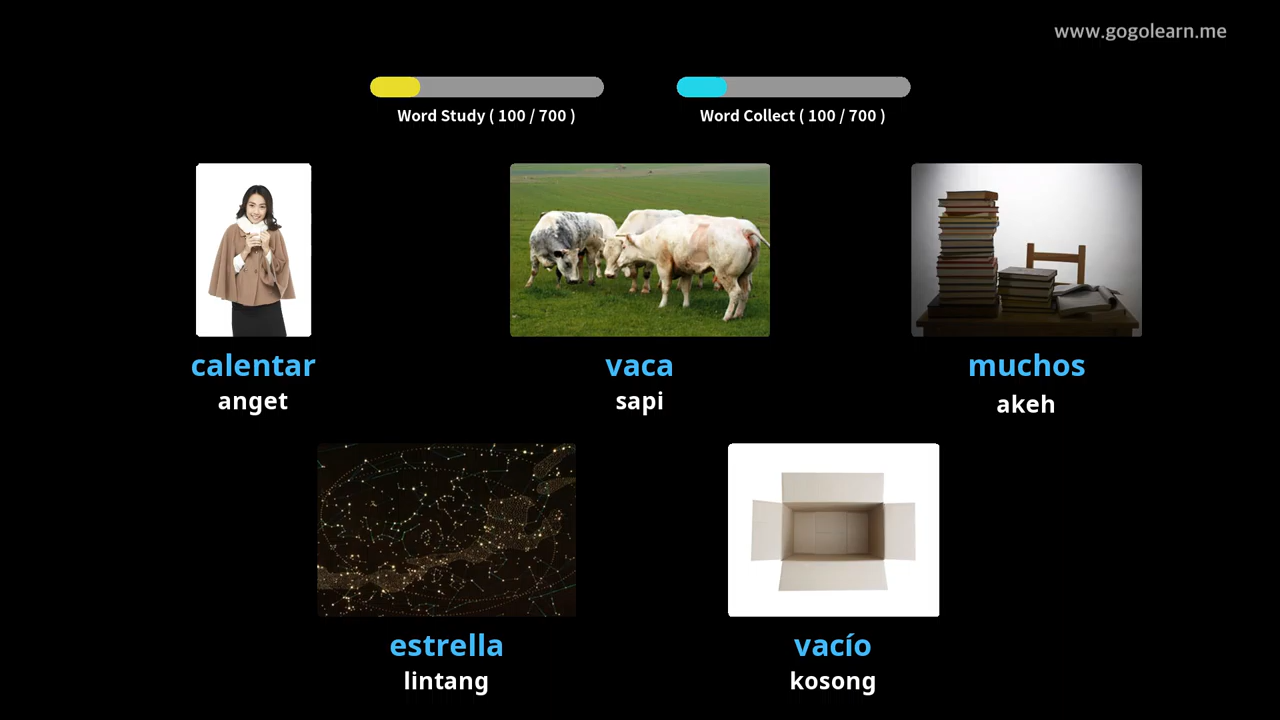 www.gogolearn.me
Word Study ( 100 / 700 )
Word Collect ( 100 / 700 )
calentar
anget
vaca
sapi
muchos
akeh
estrella
lintang
vacío
kosong